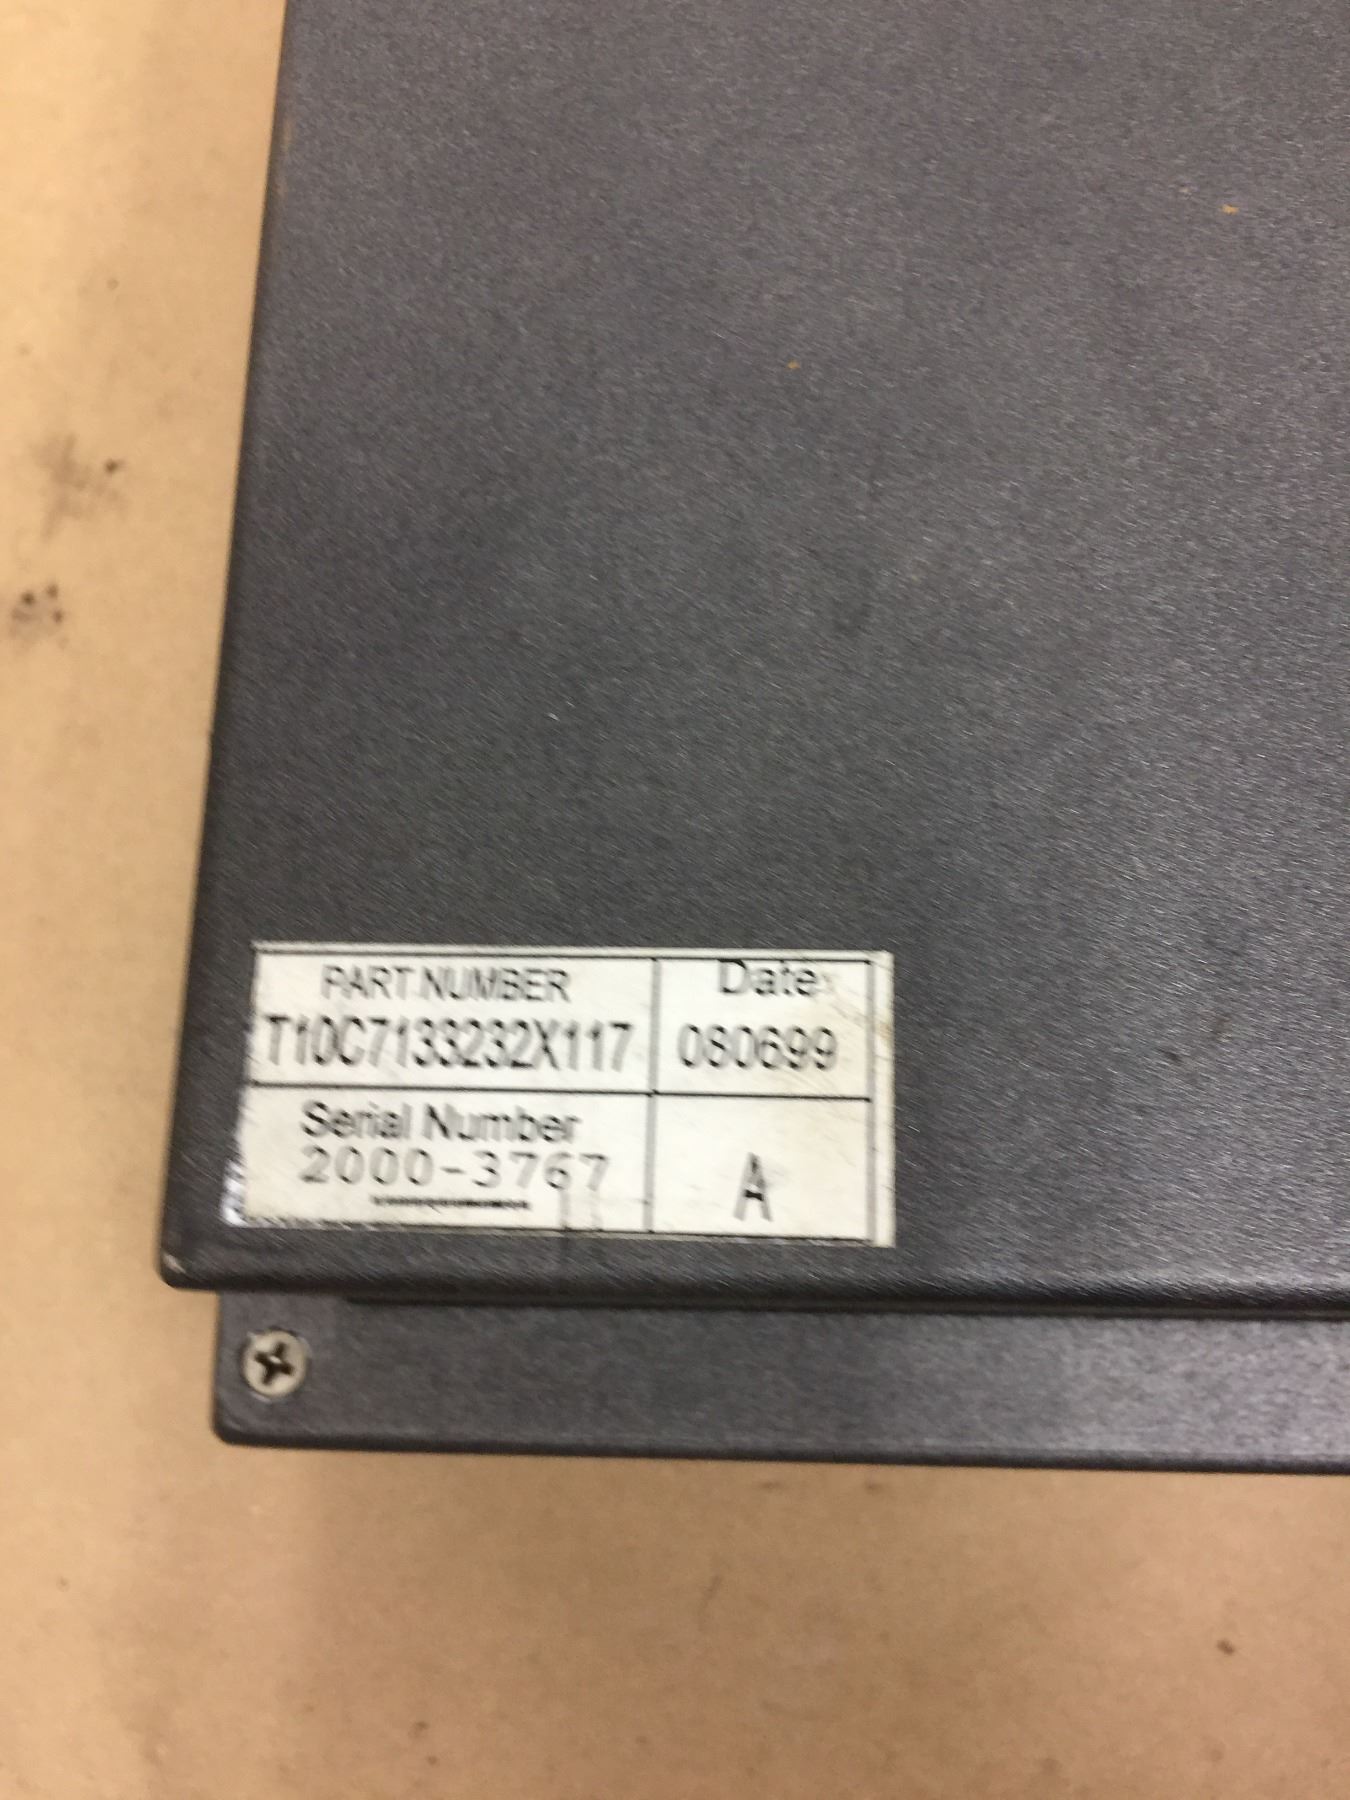 PART NUMBER
T10C7133232X117
Date
080699
Serial Number
2000-3767
A